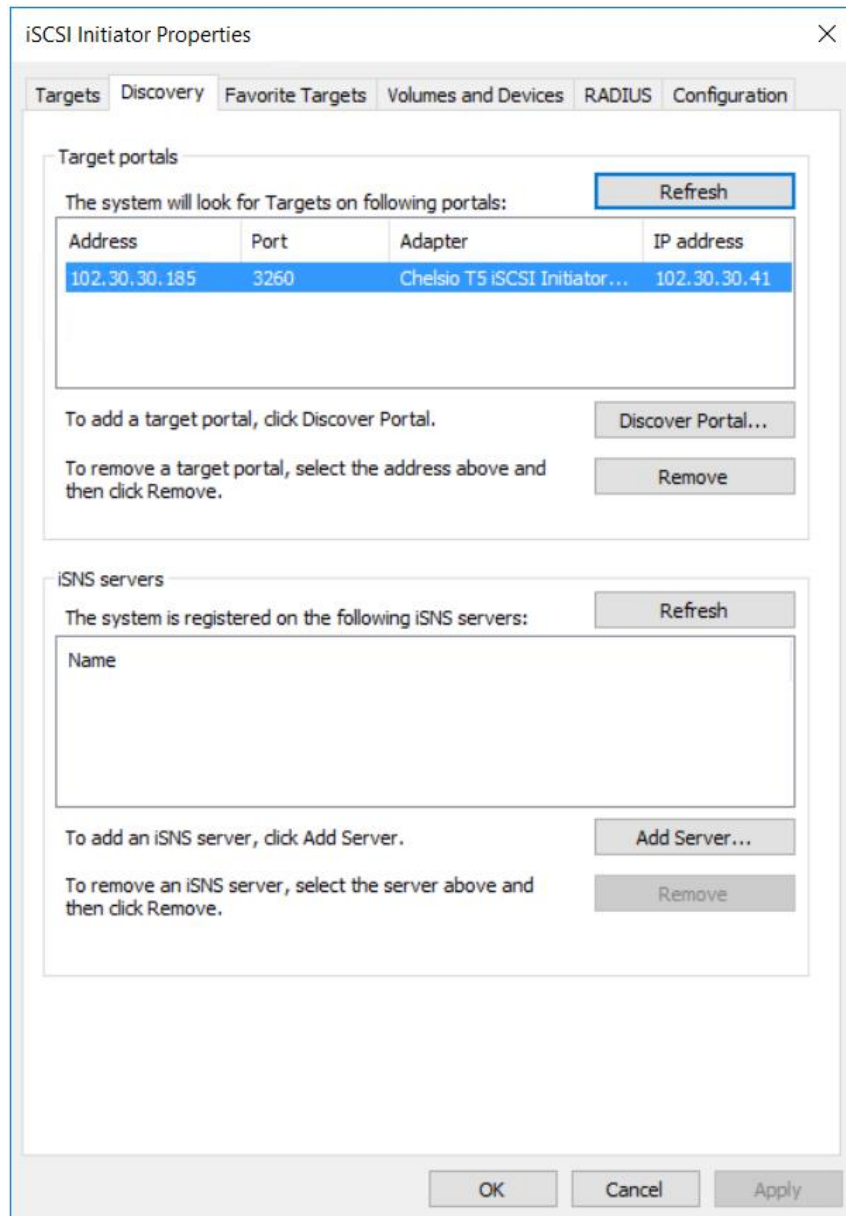 iSCSI Initiator Properties
Targets Discovery Favorite Targets Volumes and Devices RADIUS Configuration
Target portals
The system will look for Targets on following portals:
Refresh
Address Port Adapter IP address
102.30.30.185 3260 Chelsio T5 iSCSI Initiator... 102.30.30.41
To add a target portal, click Discover Portal.
Discover Portal...
To remove a target portal, select the address above and
then click Remove.
Remove
iSNS servers
The system is registered on the following iSNS servers:
Refresh
Name
To add an iSNS server, click Add Server.
Add Server...
To remove an iSNS server, select the server above and
then click Remove.
Remove
OK Cancel Apply